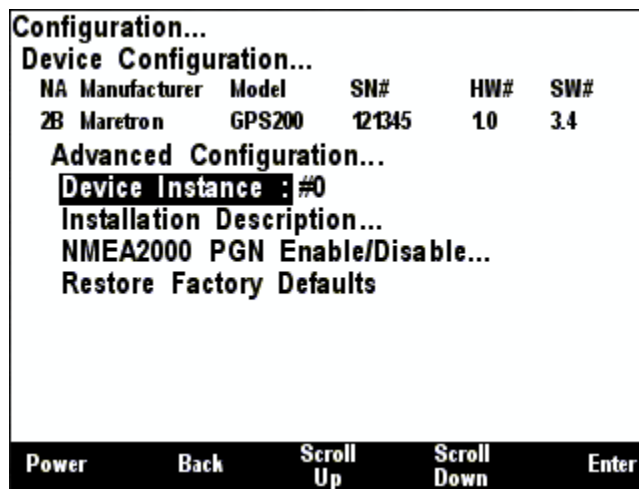 Configuration...
Device Configuration...
NA Manufacturer Model SN# HW# SW#
2B Maretron GPS200 121345 1.0 3.4
Advanced Configuration...
Device Instance : #0
Installation Description...
NMEA2000 PGN Enable/Disable...
Restore Factory Defaults
Power Back Scroll Up Scroll Down Enter